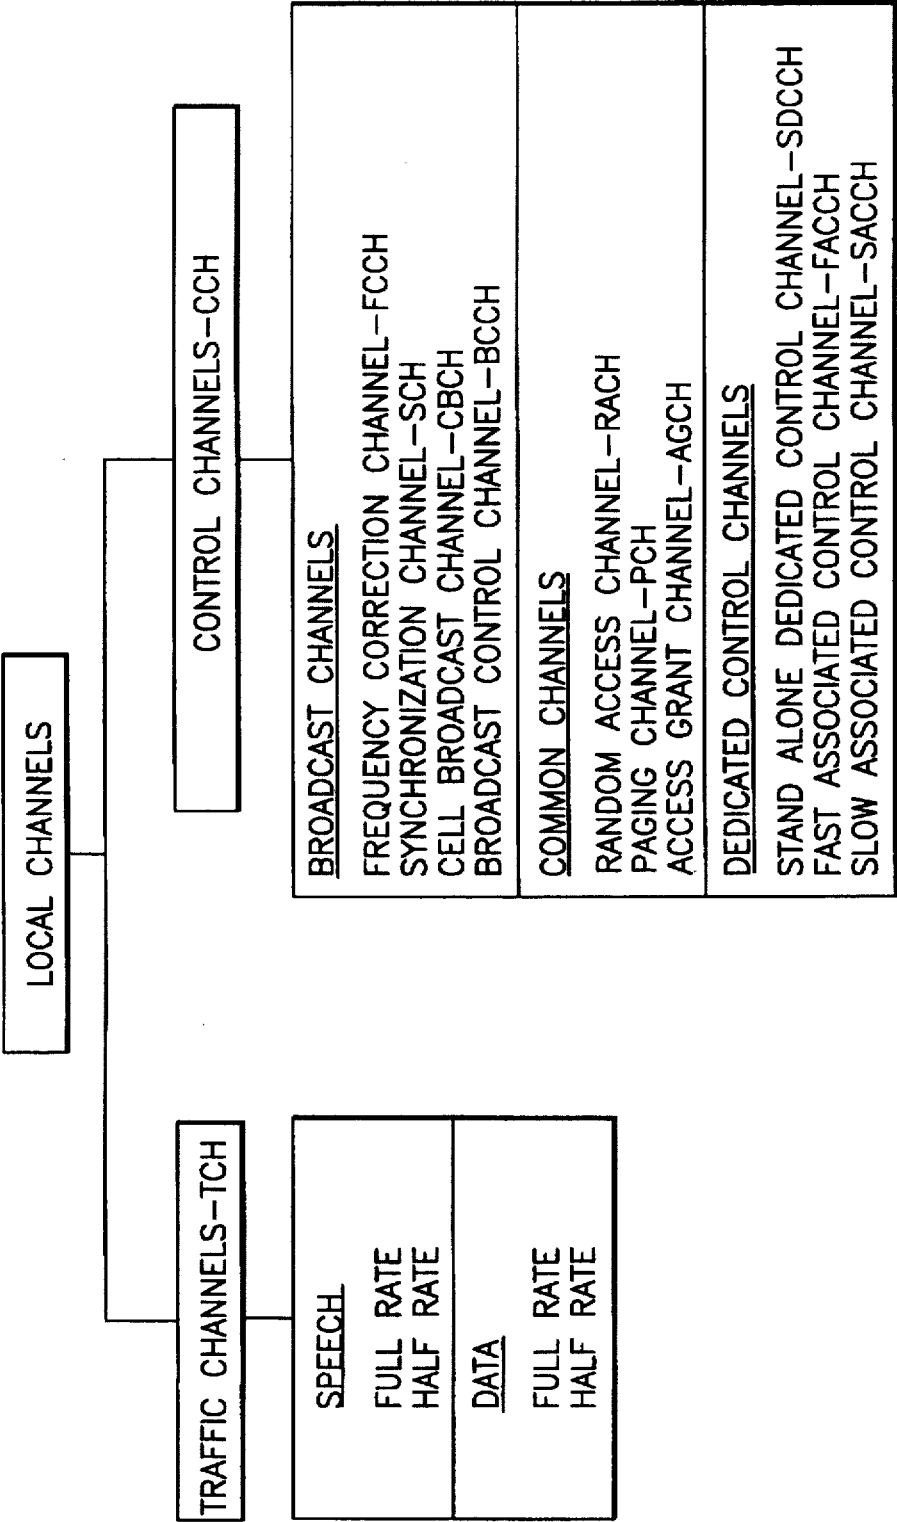 LOCAL CHANNELS
TRAFFIC CHANNELS-TCH
SPEECH
FULL RATE
HALF RATE
DATA
FULL RATE
HALF RATE
CONTROL CHANNELS-CCH
BROADCAST CHANNELS
FREQUENCY CORRECTION CHANNEL-FCCH
SYNCHRONIZATION CHANNEL-SCH
CELL BROADCAST CHANNEL-CBCH
BROADCAST CONTROL CHANNEL-BCCH
COMMON CHANNELS
RANDOM ACCESS CHANNEL-RACH
PAGING CHANNEL-PCH
ACCESS GRANT CHANNEL-AGCH
DEDICATED CONTROL CHANNELS
STAND ALONE DEDICATED CONTROL CHANNEL-SDCCH
FAST ASSOCIATED CONTROL CHANNEL-FACCH
SLOW ASSOCIATED CONTROL CHANNEL-SACCH